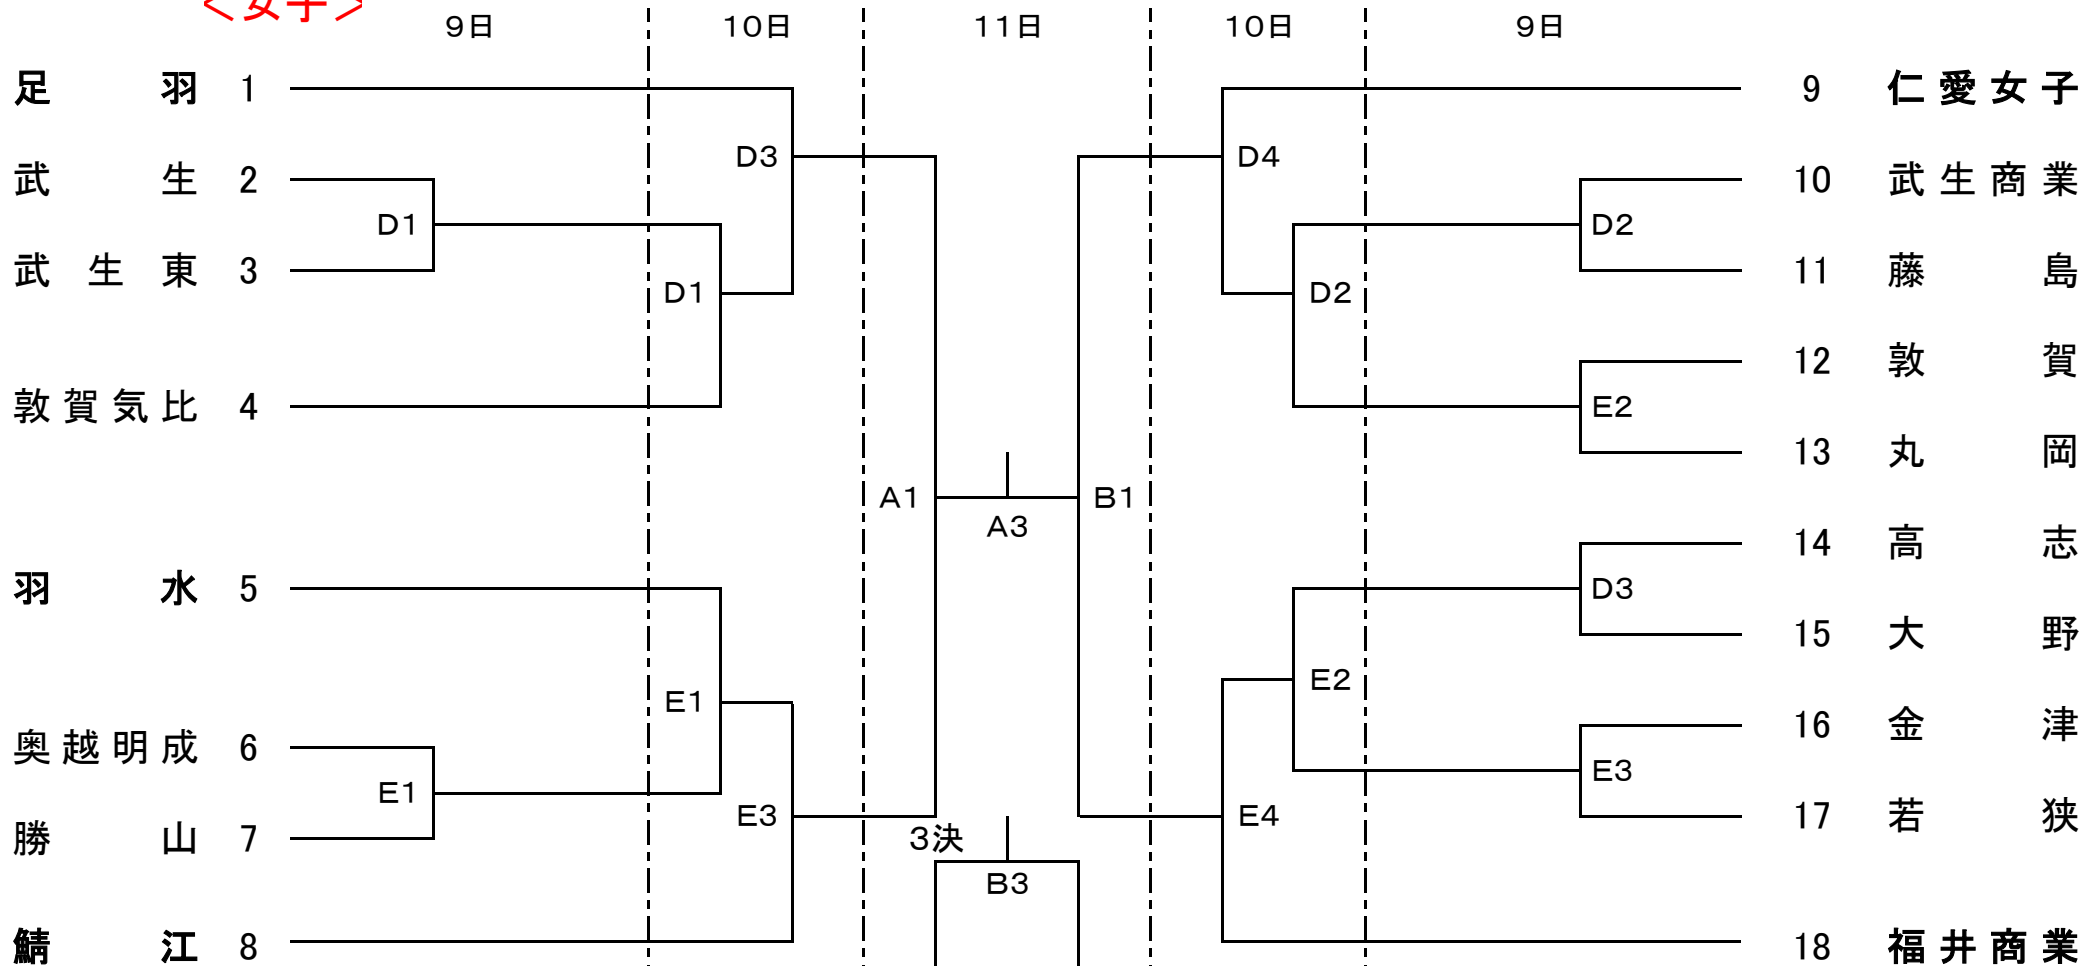 ＜女子＞
9日 10日 11日 10日 9日
足羽 1 9 仁愛女子
D3 D4
武生 2 10 武生商業
D1 D2
武生東 3 11 藤島
D1 D2
12 敦賀
敦賀気比 4 E2
13 丸岡
A1 B1
A3
14 高志
羽水 5 D3
15 大野
E1 E2
奥越明成 6 16 金津
E1 E3
E3 E4 17 若狭
勝山 7 3決
B3
鯖江 8 18 福井商業